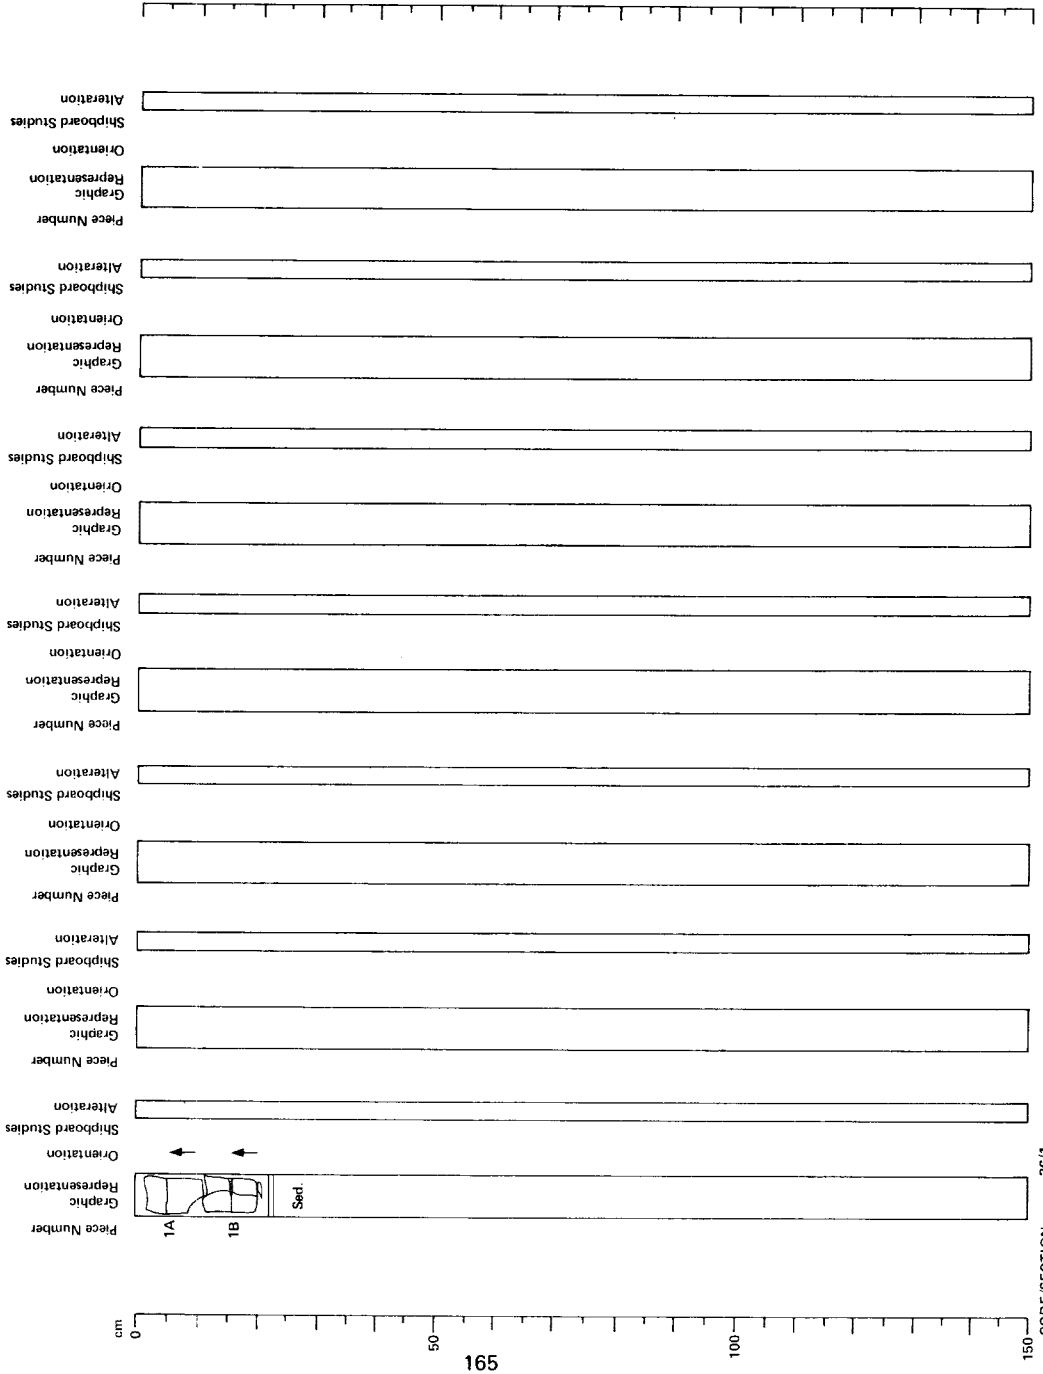 cm
0
50
100
150
Piece Number
Graphic
Representation
Orientation
Shipboard Studies
Alteration
Piece Number
Graphic
Representation
Orientation
Shipboard Studies
Alteration
Piece Number
Graphic
Representation
Orientation
Shipboard Studies
Alteration
Piece Number
Graphic
Representation
Orientation
Shipboard Studies
Alteration
Piece Number
Graphic
Representation
Orientation
Shipboard Studies
Alteration
Piece Number
Graphic
Representation
Orientation
Shipboard Studies
Alteration
Piece Number
Graphic
Representation
Orientation
Shipboard Studies
Alteration
1A
1B
Sed.
CORE/SECTION
165